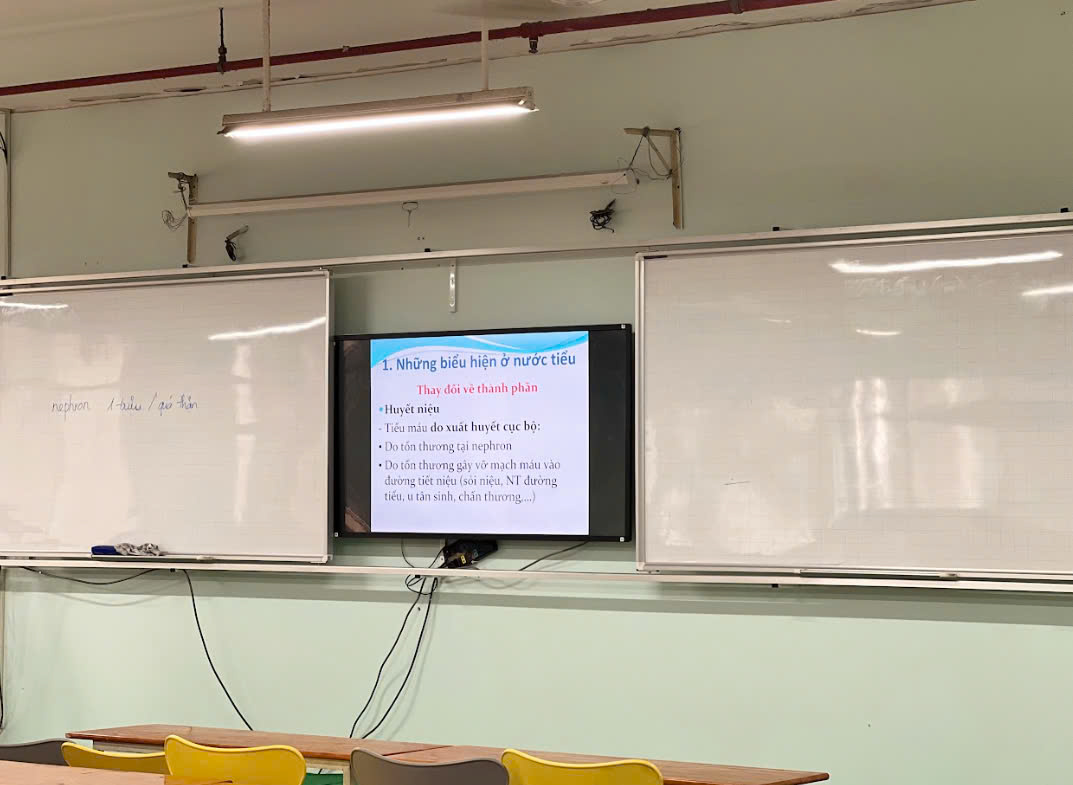 nephron 1 triệu / quả thận
1. Những biểu hiện ở nước tiểu
Thay đổi về thành phần
• Huyết niệu
- Tiểu máu do xuất huyết cục bộ:
• Do tổn thương tại nephron
• Do tổn thương gây vỡ mạch máu vào
đường tiết niệu (sỏi niệu, NT đường
tiểu, u tân sinh, chấn thương,...)